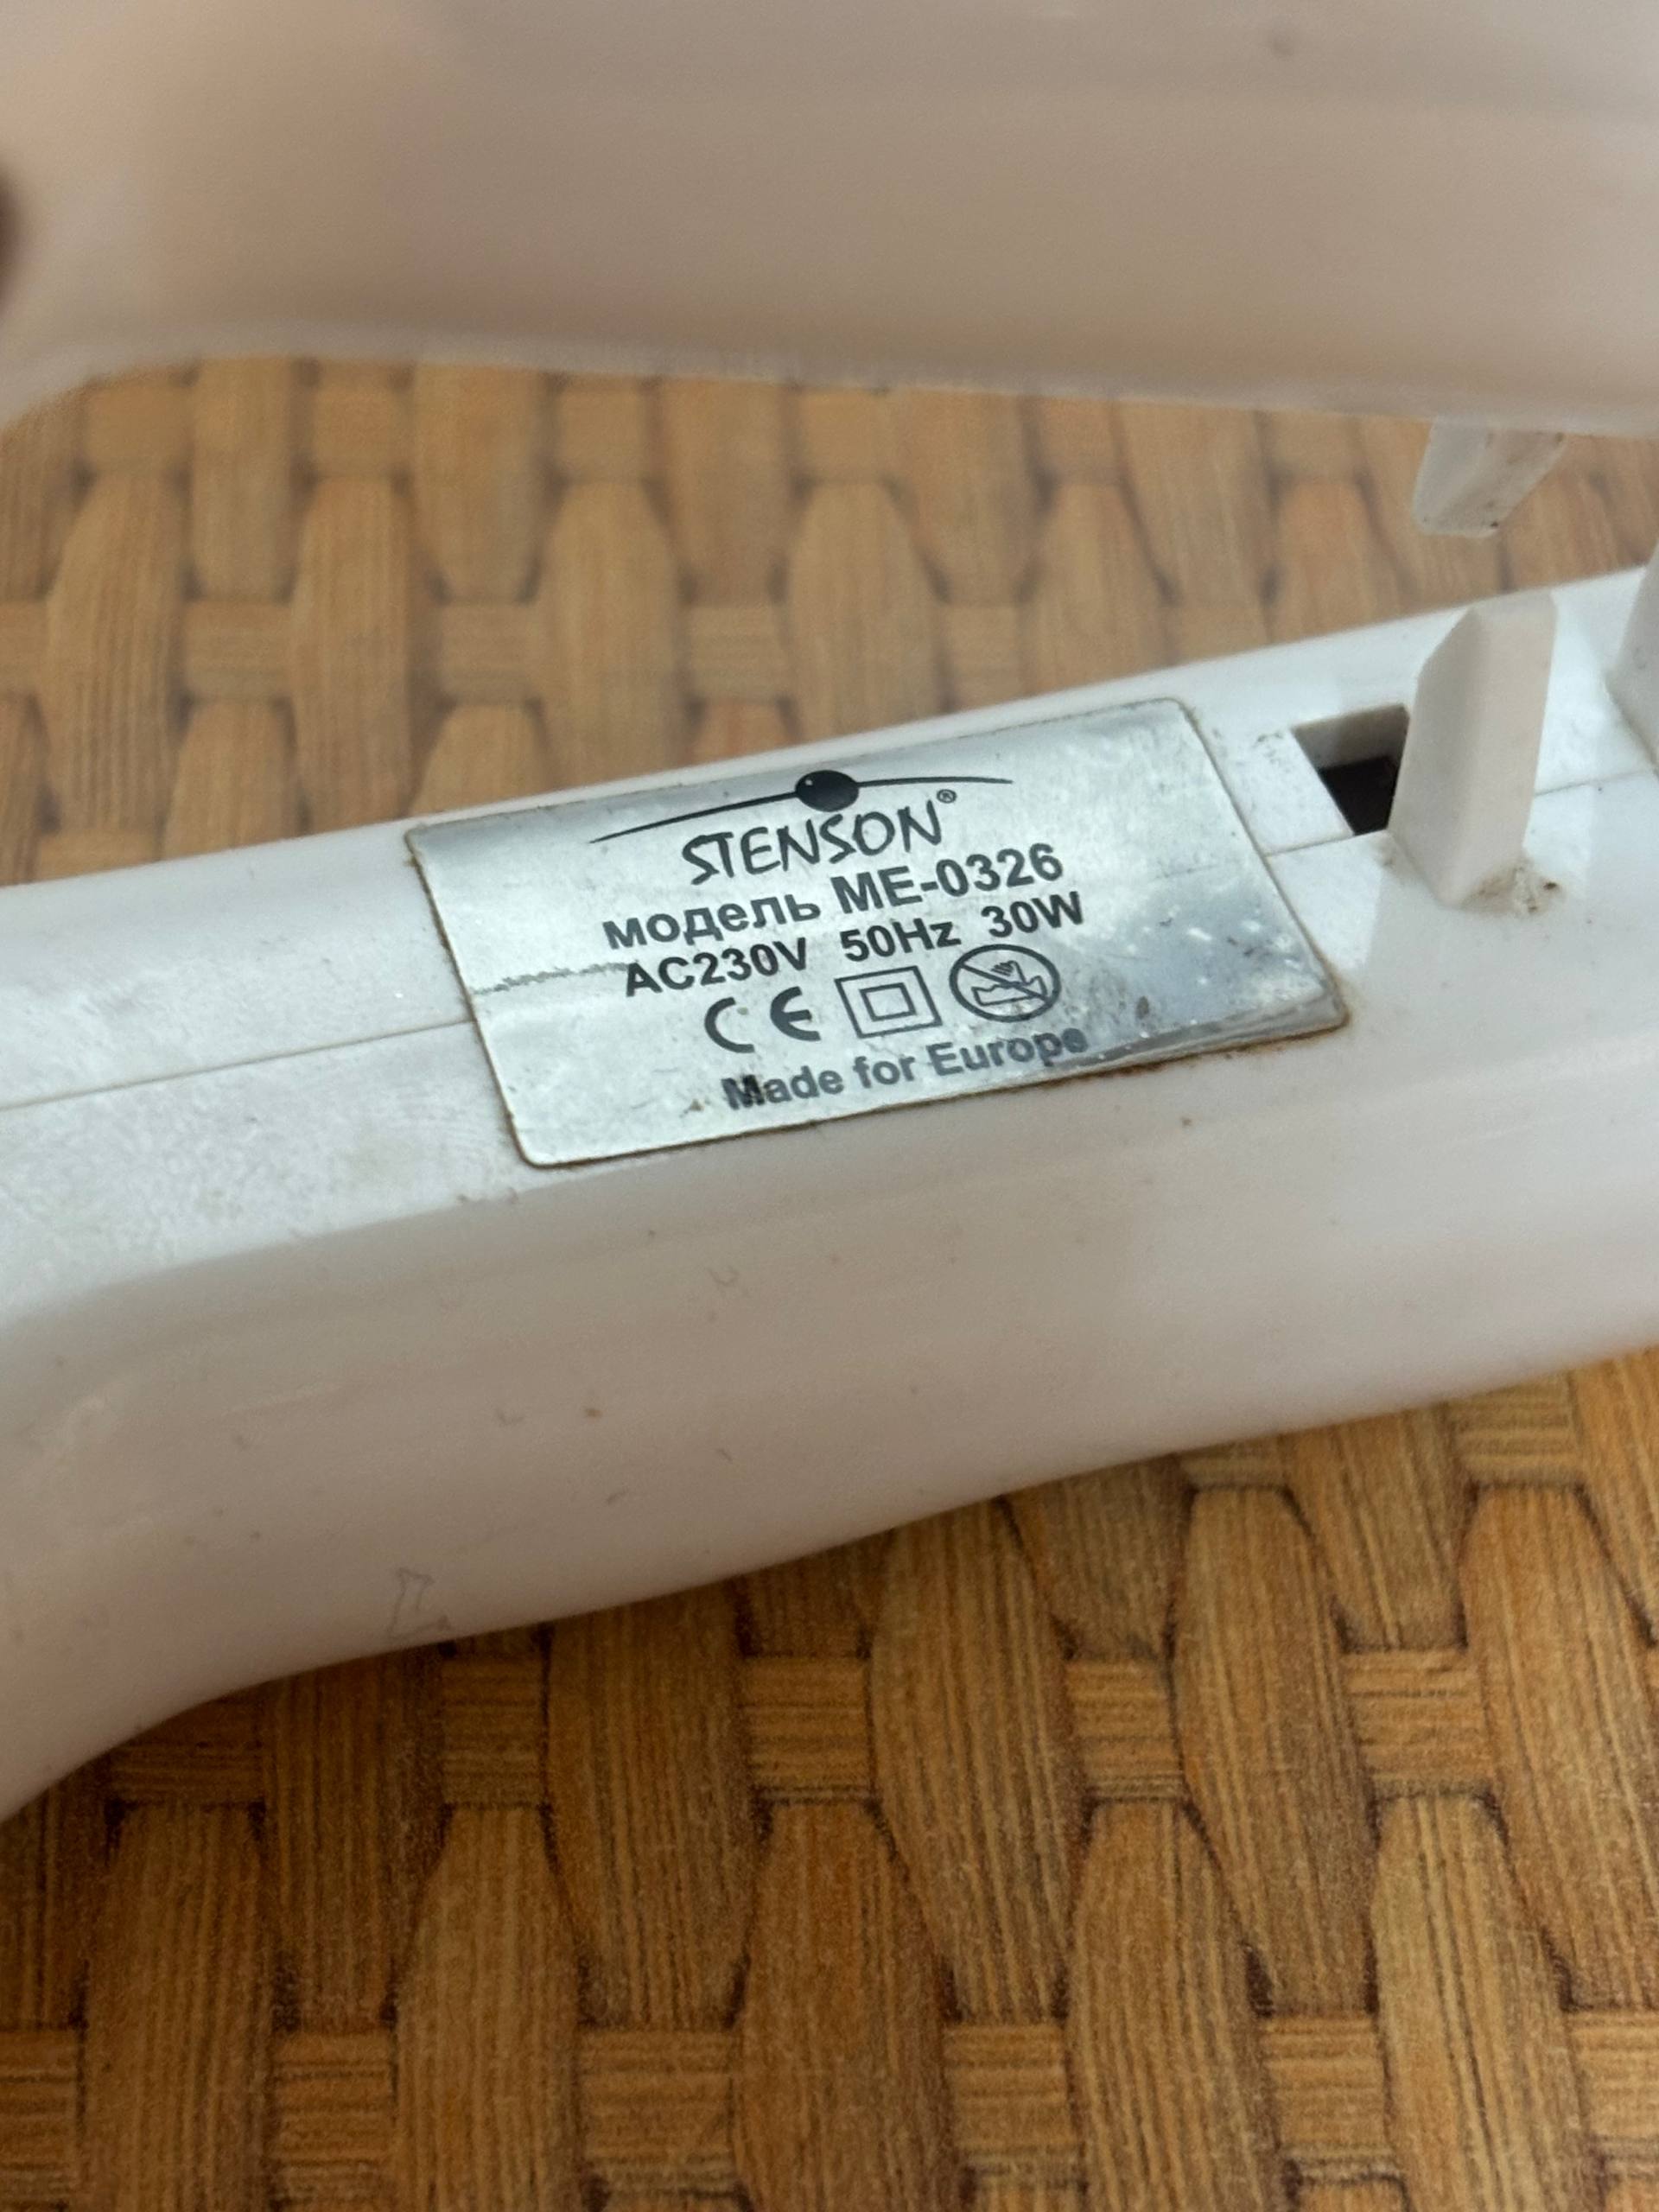 STENSON®
модель ME-0326
AC230V 50Hz 30W
CE
Made for Europe